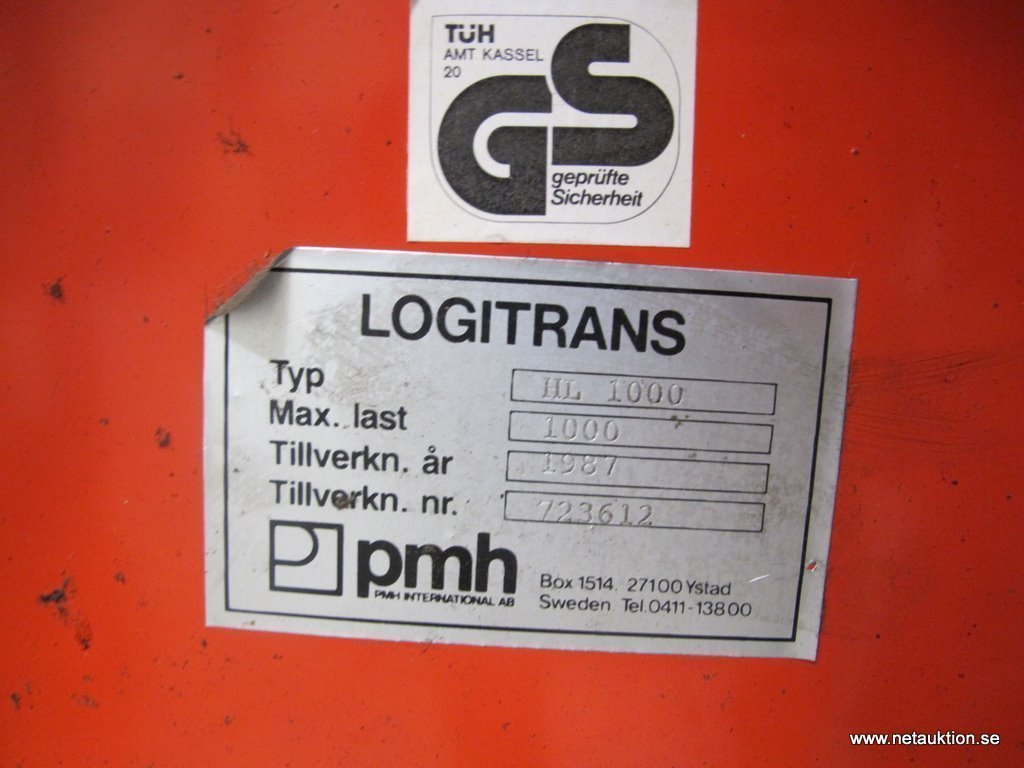 TÜH
AMT KASSEL
20
GS
geprüfte
Sicherheit
LOGITRANS
Typ HL 1000
Max. last 1000
Tillverkn. år 1987
Tillverkn. nr. 723612
pmh
PMH INTERNATIONAL AB
Box 1514. 27100 Ystad
Sweden. Tel. 0411-13800
www.netauktion.se